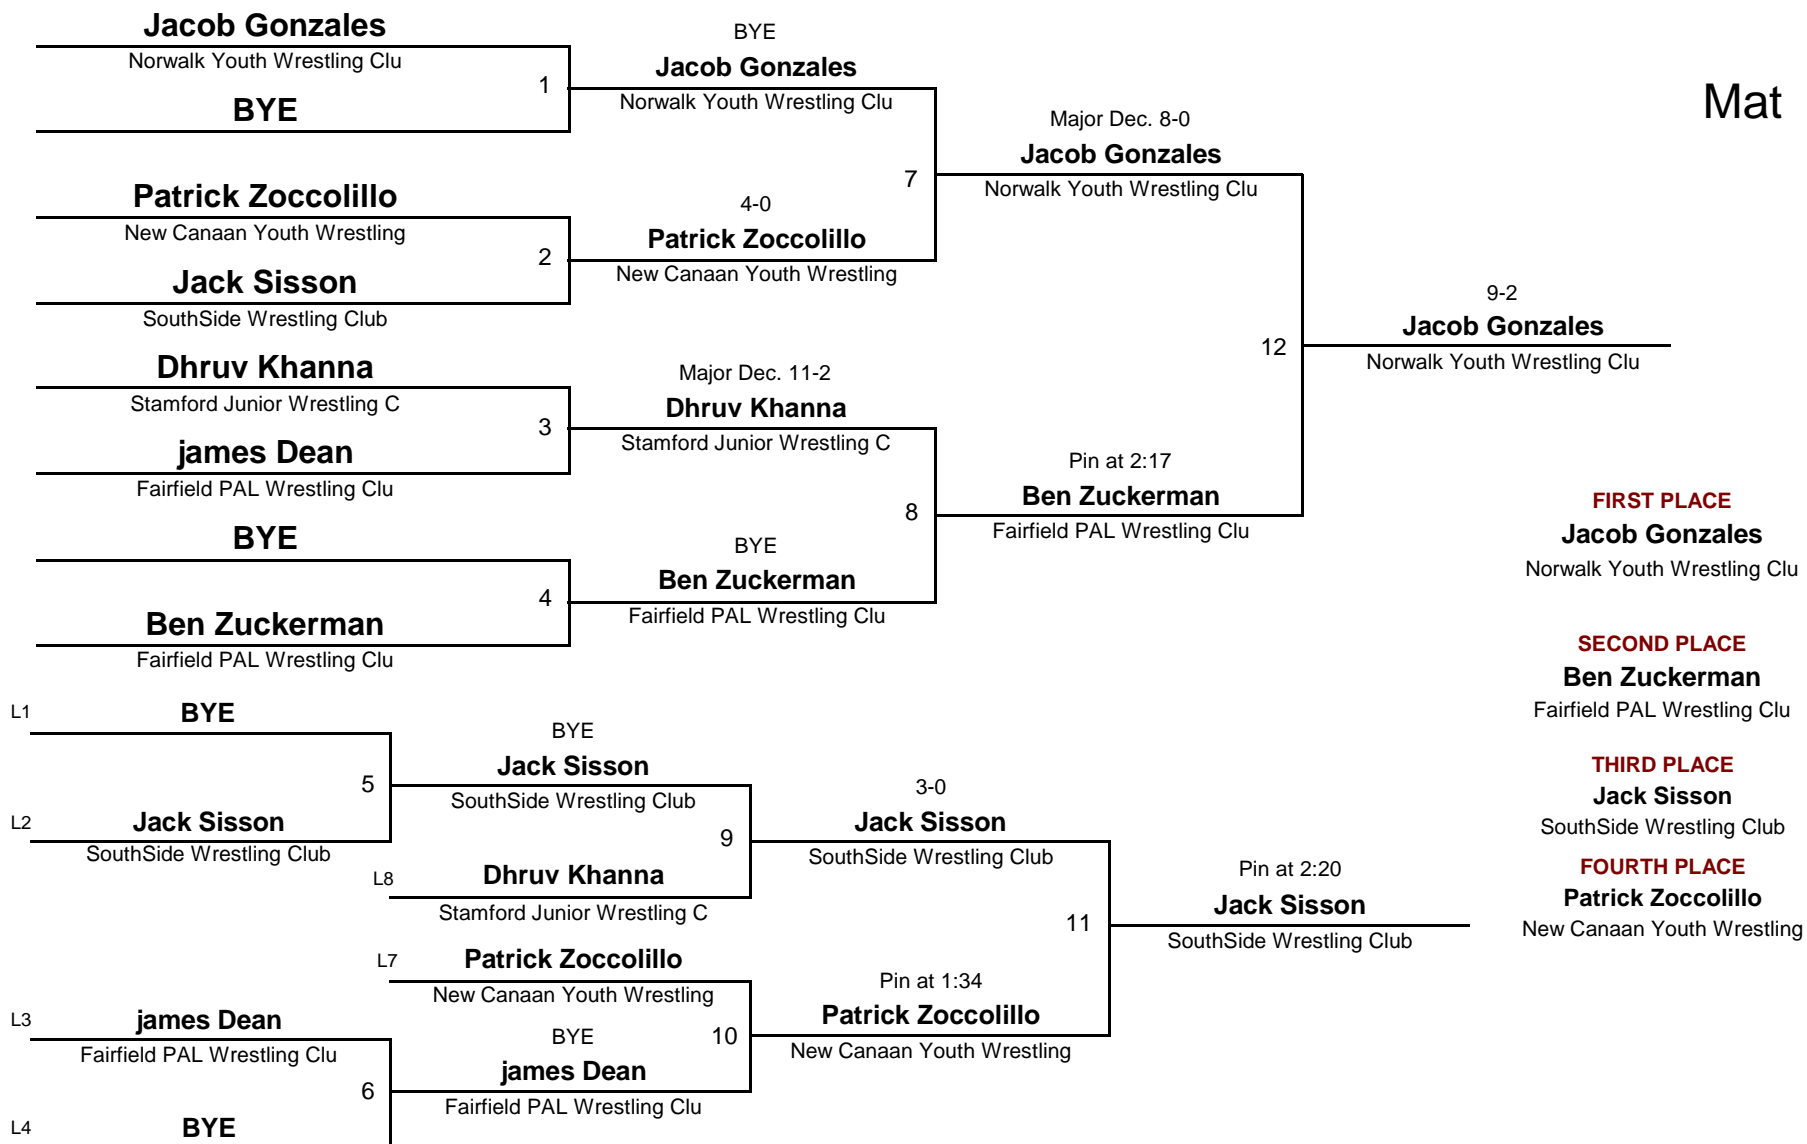 Jacob Gonzales
Norwalk Youth Wrestling Clu
1
BYE
BYE
Jacob Gonzales
Norwalk Youth Wrestling Clu
Mat
Patrick Zoccolillo
New Canaan Youth Wrestling
2
Jack Sisson
SouthSide Wrestling Club
4-0
Patrick Zoccolillo
New Canaan Youth Wrestling
7
Major Dec. 8-0
Jacob Gonzales
Norwalk Youth Wrestling Clu
Dhruv Khanna
Stamford Junior Wrestling C
3
james Dean
Fairfield PAL Wrestling Clu
Major Dec. 11-2
Dhruv Khanna
Stamford Junior Wrestling C
BYE
4
Ben Zuckerman
Fairfield PAL Wrestling Clu
BYE
Ben Zuckerman
Fairfield PAL Wrestling Clu
8
Pin at 2:17
Ben Zuckerman
Fairfield PAL Wrestling Clu
12
9-2
Jacob Gonzales
Norwalk Youth Wrestling Clu
FIRST PLACE
Jacob Gonzales
Norwalk Youth Wrestling Clu
SECOND PLACE
Ben Zuckerman
Fairfield PAL Wrestling Clu
THIRD PLACE
Jack Sisson
SouthSide Wrestling Club
FOURTH PLACE
Patrick Zoccolillo
New Canaan Youth Wrestling
L1 BYE
5
L2 Jack Sisson
SouthSide Wrestling Club
BYE
Jack Sisson
SouthSide Wrestling Club
9
L8 Dhruv Khanna
Stamford Junior Wrestling C
3-0
Jack Sisson
SouthSide Wrestling Club
L7 Patrick Zoccolillo
New Canaan Youth Wrestling
10
BYE
james Dean
Fairfield PAL Wrestling Clu
L3 james Dean
Fairfield PAL Wrestling Clu
6
L4 BYE
Pin at 1:34
Patrick Zoccolillo
New Canaan Youth Wrestling
11
Pin at 2:20
Jack Sisson
SouthSide Wrestling Club